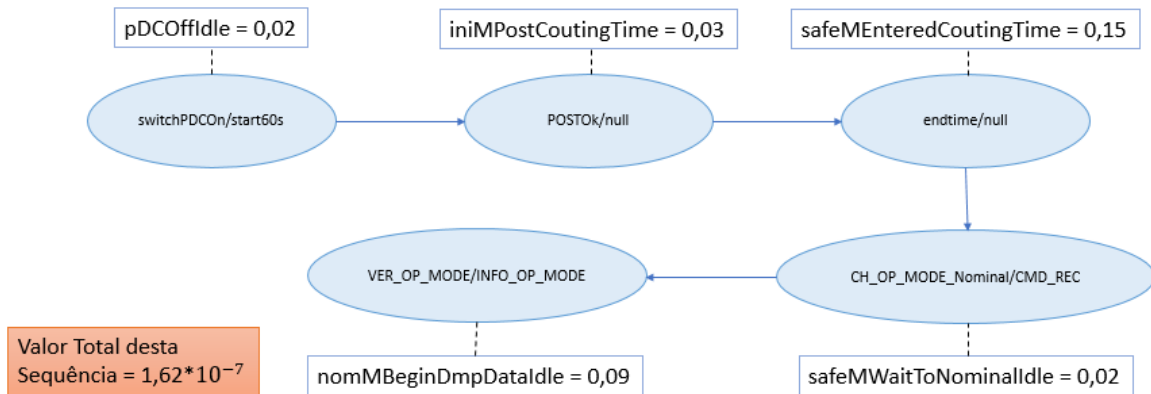 pDCOffIdle = 0,02
iniMPostCoutingTime = 0,03
safeMEnteredCoutingTime = 0,15
switchPDCOn/start60s
POSTOk/null
endtime/null
VER_OP_MODE/INFO_OP_MODE
CH_OP_MODE_Nominal/CMD_REC
Valor Total desta
Sequência = 1,62*10⁻⁷
nomMBeginDmpDataIdle = 0,09
safeMWaitToNominalIdle = 0,02